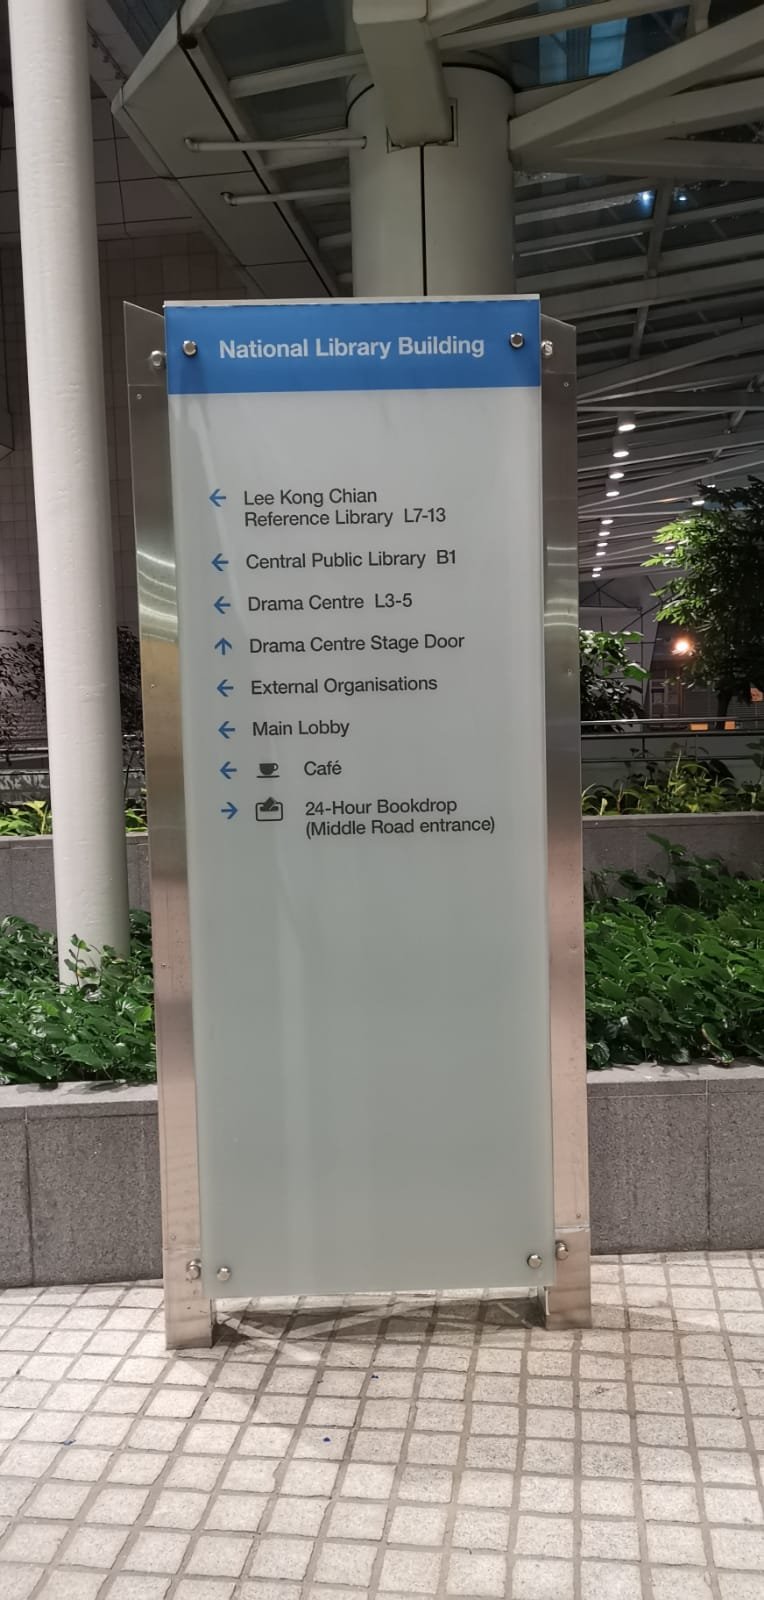 National Library Building
← Lee Kong Chian
Reference Library L7-13
← Central Public Library B1
← Drama Centre L3-5
↑ Drama Centre Stage Door
← External Organisations
← Main Lobby
← Café
→ 24-Hour Bookdrop
(Middle Road entrance)